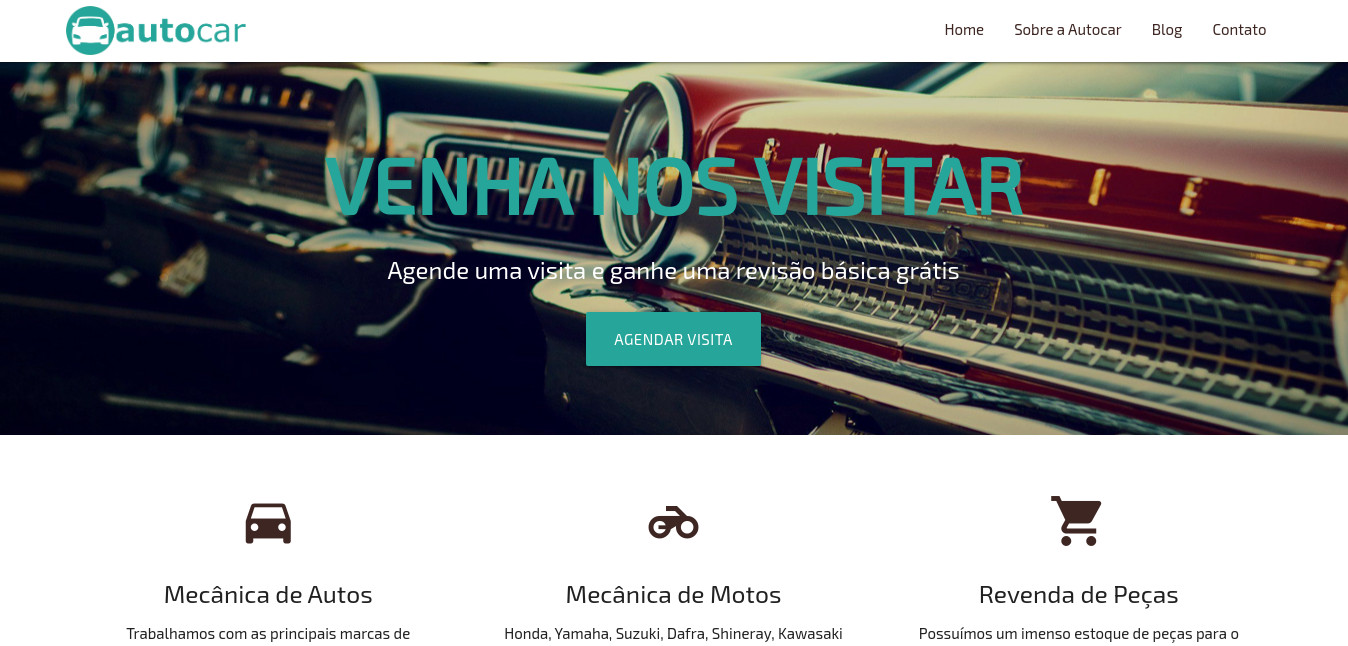 autocar
Home Sobre a Autocar Blog Contato
VENHA NOS VISITAR
Agende uma visita e ganhe uma revisão básica grátis
AGENDAR VISITA
Mecânica de Autos
Trabalhamos com as principais marcas de
Mecânica de Motos
Honda, Yamaha, Suzuki, Dafra, Shineray, Kawasaki
Revenda de Peças
Possuímos um imenso estoque de peças para o